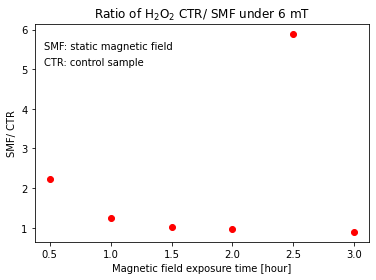 Ratio of H₂O₂ CTR/ SMF under 6 mT
SMF: static magnetic field
CTR: control sample
SMF/ CTR
6
5
4
3
2
1
0.5 1.0 1.5 2.0 2.5 3.0
Magnetic field exposure time [hour]